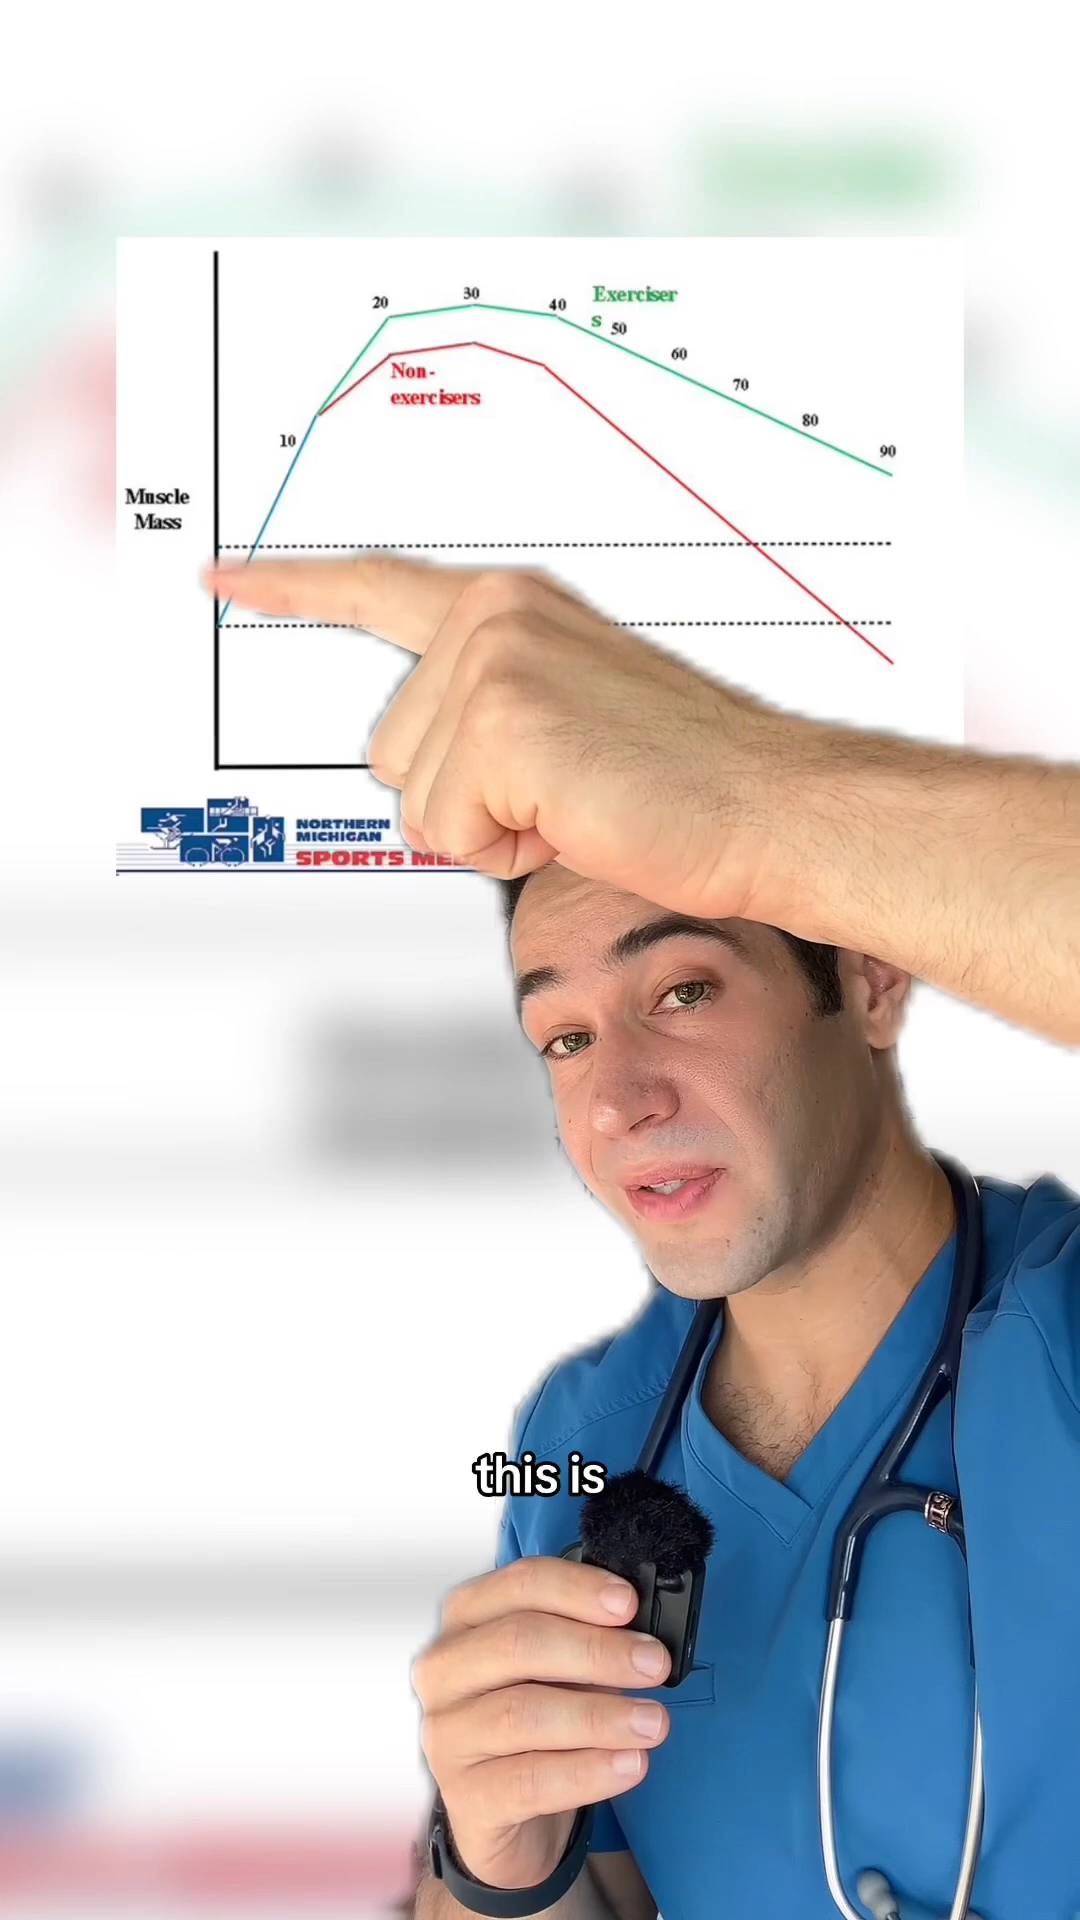 20
30
40
Exerciser
s
50
60
70
80
90
Non-
exercisers
10
Muscle
Mass
NORTHERN
MICHIGAN
SPORTS
this is